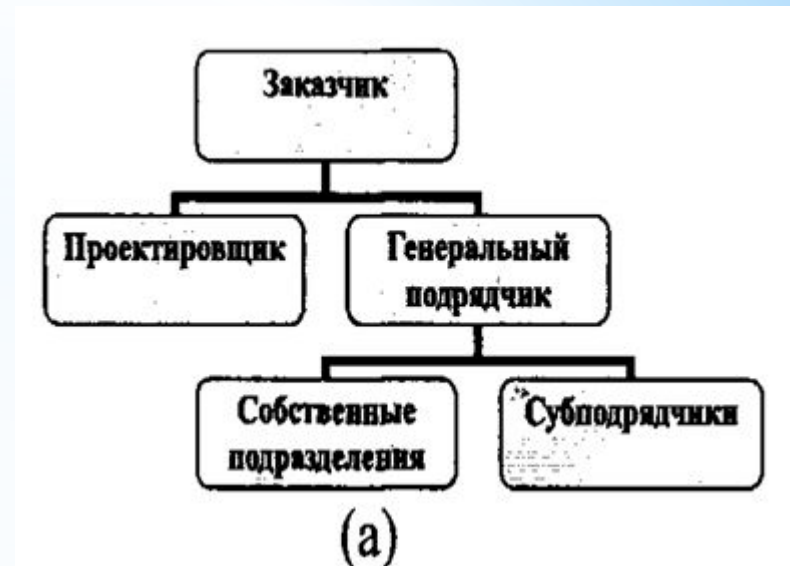 Заказчик
Проектировщик
Генеральный
подрядчик
Собственные
подразделения
Субподрядчики
(а)